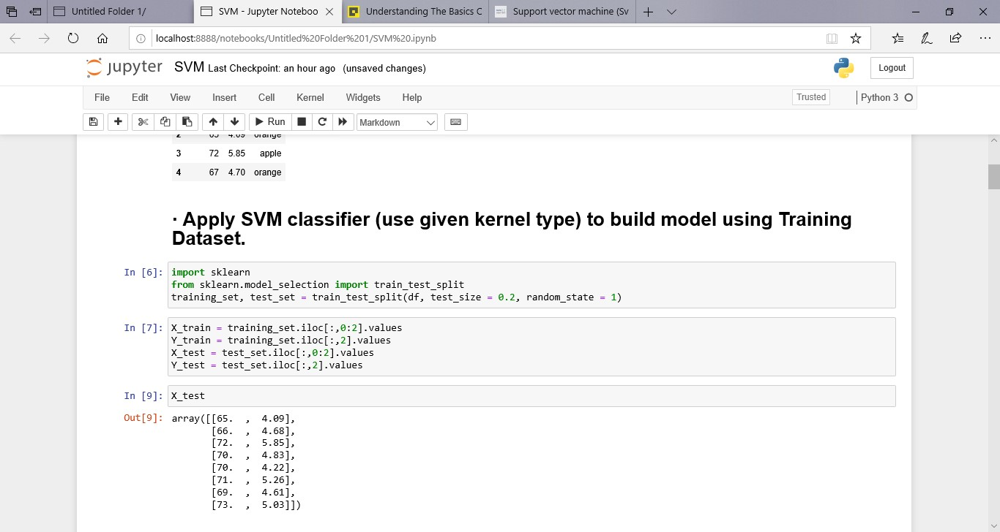 Untitled Folder 1/
SVM - Jupyter Noteboo
Understanding The Basics C
Support vector machine (Sv
localhost:8888/notebooks/Untitled%20Folder%201/SVM%20.ipynb
jupyter SVM Last Checkpoint: an hour ago (unsaved changes)
Logout
File Edit View Insert Cell Kernel Widgets Help
Trusted
Python 3
Run
Markdown
2 65 4.09 orange
3 72 5.85 apple
4 67 4.70 orange
· Apply SVM classifier (use given kernel type) to build model using Training
Dataset.
In [6]: import sklearn
from sklearn.model_selection import train_test_split
training_set, test_set = train_test_split(df, test_size = 0.2, random_state = 1)
In [7]: X_train = training_set.iloc[:,0:2].values
Y_train = training_set.iloc[:,2].values
X_test = test_set.iloc[:,0:2].values
Y_test = test_set.iloc[:,2].values
In [9]: X_test
Out[9]: array([[65. , 4.09],
[66. , 4.68],
[72. , 5.85],
[70. , 4.83],
[70. , 4.22],
[71. , 5.26],
[69. , 4.61],
[73. , 5.03]])